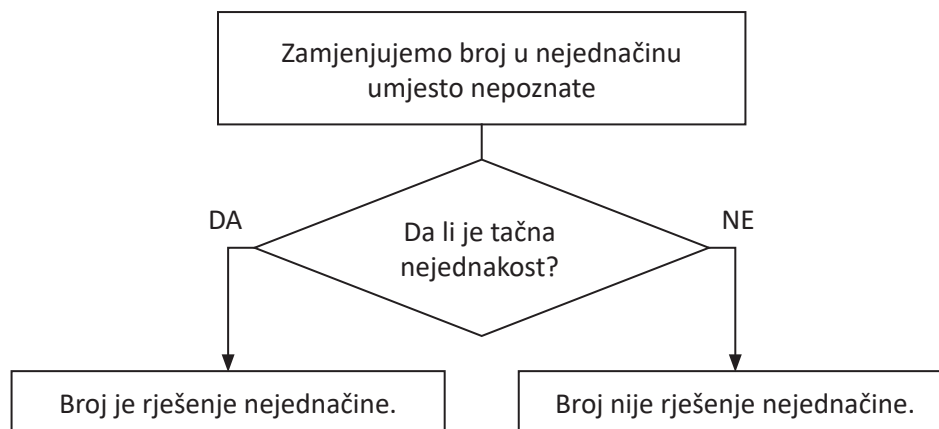 Zamjenjujemo broj u nejednačinu
umjesto nepoznate
DA
NE
Da li je tačna
nejednakost?
Broj je rješenje nejednačine.
Broj nije rješenje nejednačine.